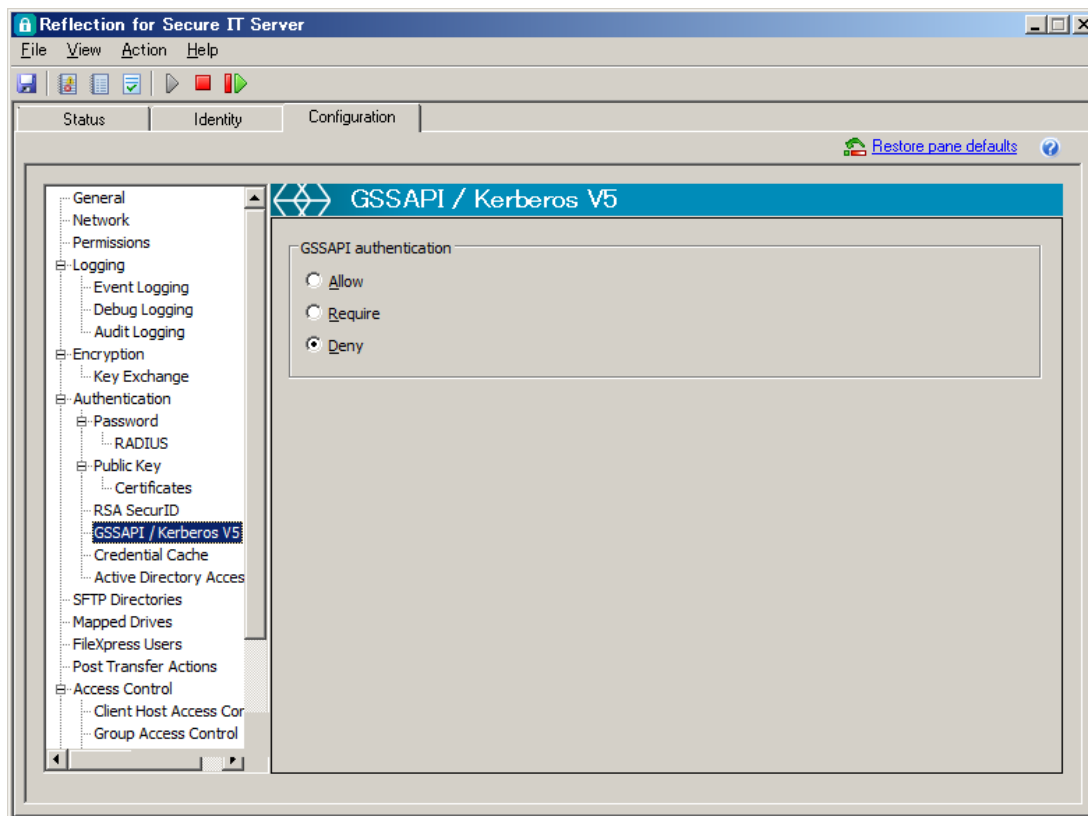 Reflection for Secure IT Server
File View Action Help
Status Identity Configuration
Restore pane defaults
General
Network
Permissions
Logging
Event Logging
Debug Logging
Audit Logging
Encryption
Key Exchange
Authentication
Password
RADIUS
Public Key
Certificates
RSA SecurID
GSSAPI / Kerberos V5
Credential Cache
Active Directory Acces
SFTP Directories
Mapped Drives
FileXpress Users
Post Transfer Actions
Access Control
Client Host Access Cor
Group Access Control
GSSAPI / Kerberos V5
GSSAPI authentication
Allow
Require
Deny